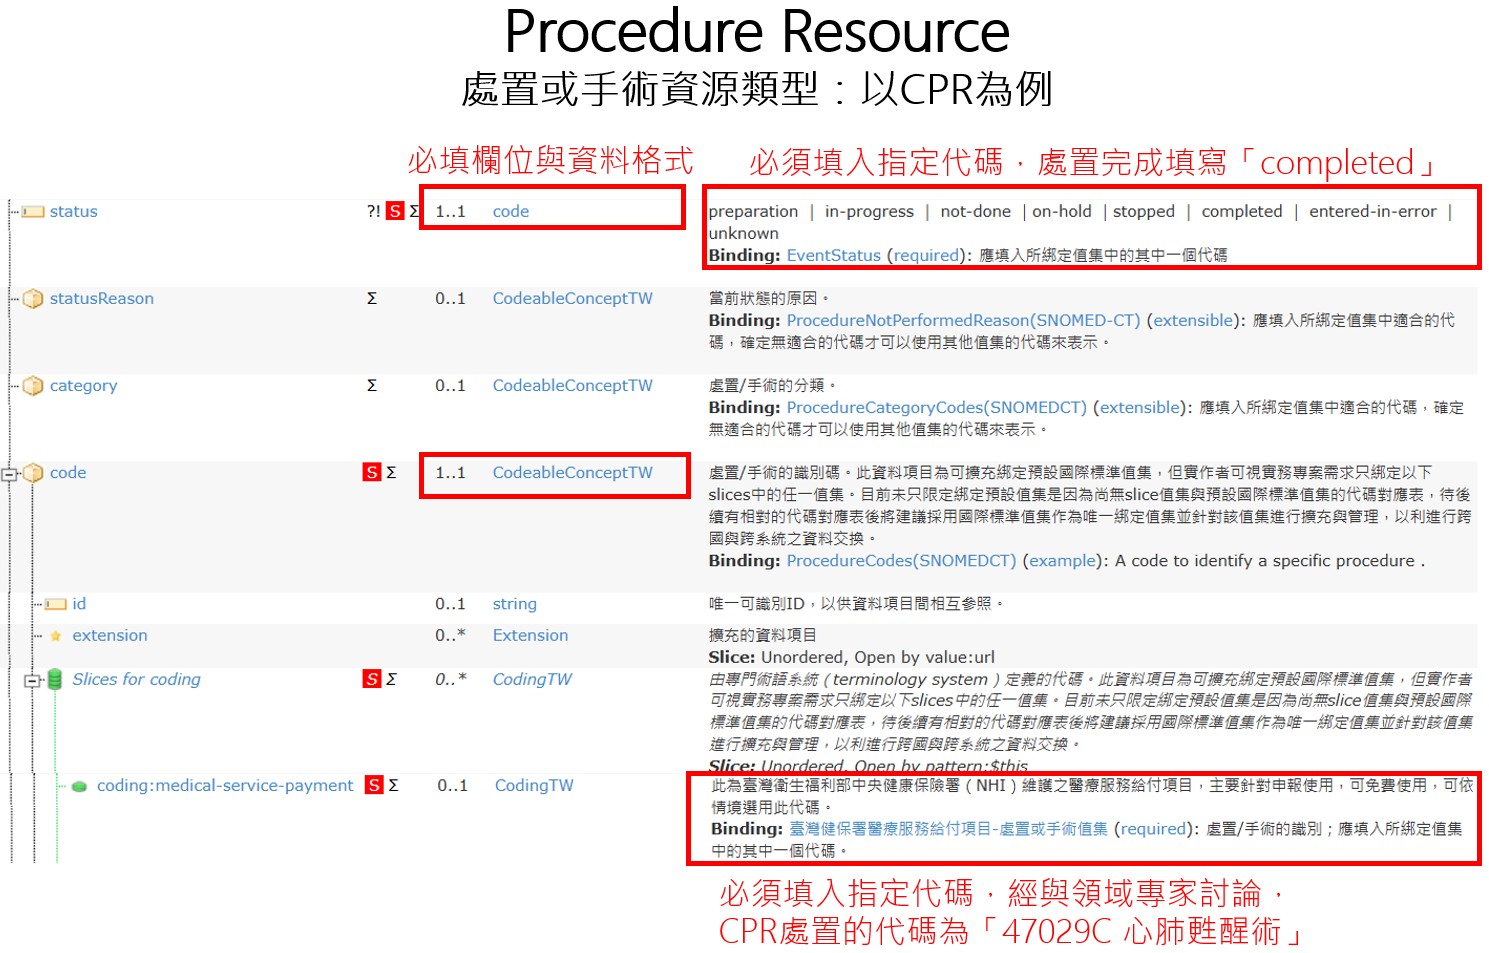 Procedure Resource
處置或手術資源類型：以CPR為例
必填欄位與資料格式
必須填入指定代碼，處置完成填寫「completed」
status ?! S Σ 1..1 code preparation | in-progress | not-done | on-hold | stopped | completed | entered-in-error |
unknown
Binding: EventStatus (required): 應填入所綁定值集中的其中一個代碼
statusReason Σ 0..1 CodeableConceptTW 當前狀態的原因。
Binding: ProcedureNotPerformedReason(SNOMED-CT) (extensible): 應填入所綁定值集中適合的代
碼，確定無適合的代碼才可以使用其他值集的代碼來表示。
category Σ 0..1 CodeableConceptTW 處置/手術的分類。
Binding: ProcedureCategoryCodes(SNOMEDCT) (extensible): 應填入所綁定值集中適合的代碼，確定
無適合的代碼才可以使用其他值集的代碼來表示。
code S Σ 1..1 CodeableConceptTW 處置/手術的識別碼。此資料項目為可擴充綁定預設國際標準值集，但實作者可視實務專案需求只綁定以下
slices中的任一值集。目前未只限定綁定預設值集是因為尚無slice值集與預設國際標準值集的代碼對應表，待後
續有相對的代碼對應表後將建議採用國際標準值集作為唯一綁定值集並針對該值集進行擴充與管理，以利進行跨
國與跨系統之資料交換。
Binding: ProcedureCodes(SNOMEDCT) (example): A code to identify a specific procedure .
id 0..1 string 唯一可識別ID，以供資料項目間相互參照。
extension 0..* Extension 擴充的資料項目
Slice: Unordered, Open by value:url
Slices for coding S Σ 0..* CodingTW 由專門術語系統（terminology system）定義的代碼。此資料項目為可擴充綁定預設國際標準值集，但實作者
可視實務專案需求只綁定以下slices中的任一值集。目前未只限定綁定預設值集是因為尚無slice值集與預設國際
標準值集的代碼對應表，待後續有相對的代碼對應表後將建議採用國際標準值集作為唯一綁定值集並針對該值集
進行擴充與管理，以利進行跨國與跨系統之資料交換。
Slice: Unordered, Open by pattern:$this
coding:medical-service-payment S Σ 0..1 CodingTW 此為臺灣衛生福利部中央健康保險署（NHI）維護之醫療服務給付項目，主要針對申報使用，可免費使用，可依
情境選用此代碼。
Binding: 臺灣健保署醫療服務給付項目-處置或手術值集 (required): 處置/手術的識別；應填入所綁定值集
中的其中一個代碼。
必須填入指定代碼，經與領域專家討論，
CPR處置的代碼為「47029C 心肺甦醒術」